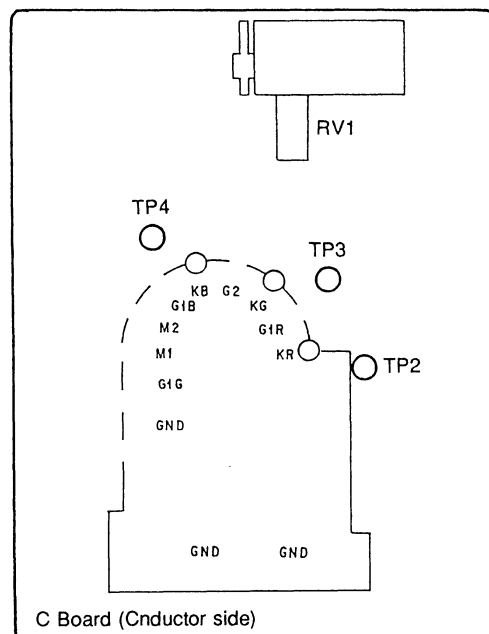 RV1
TP4
TP3
KB G2
G1B KG
M2 G1R
M1 KR
TP2
G1G
GND
GND GND
C Board (Cnductor side)